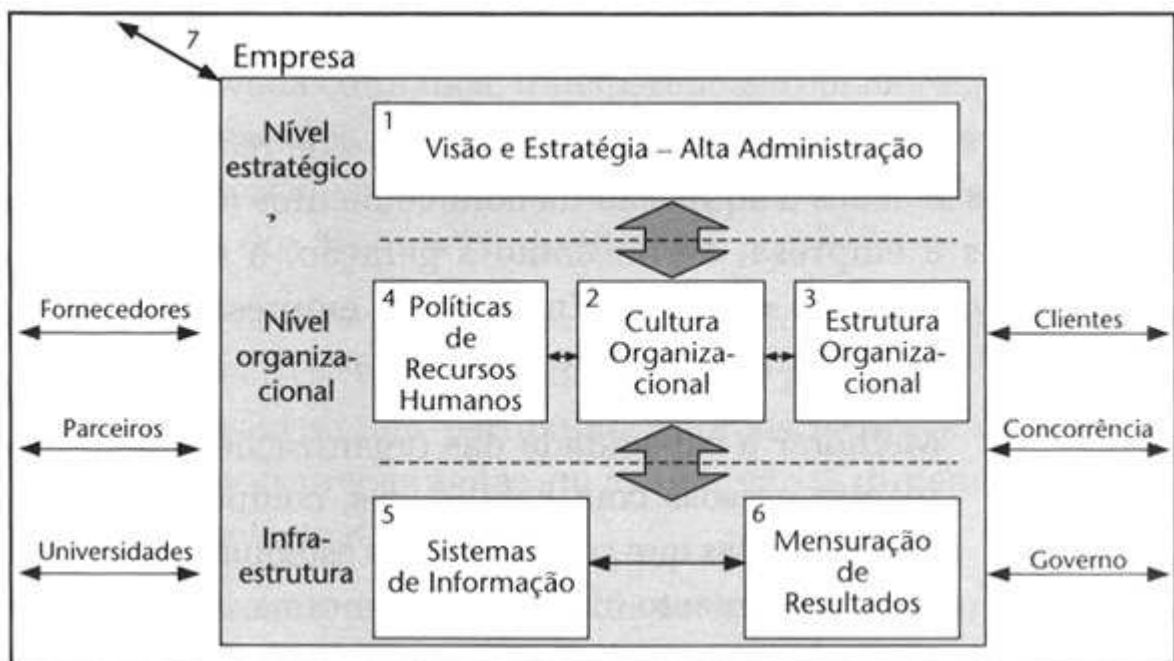 7
Empresa
Nível
estratégico
1
Visão e Estratégia – Alta Administração
Fornecedores
Parceiros
Universidades
Nível
organiza-
cional
4
Políticas
de
Recursos
Humanos
2
Cultura
Organiza-
cional
3
Estrutura
Organiza-
cional
Clientes
Concorrência
Governo
Infra-
estrutura
5
Sistemas
de Informação
6
Mensuração
de
Resultados